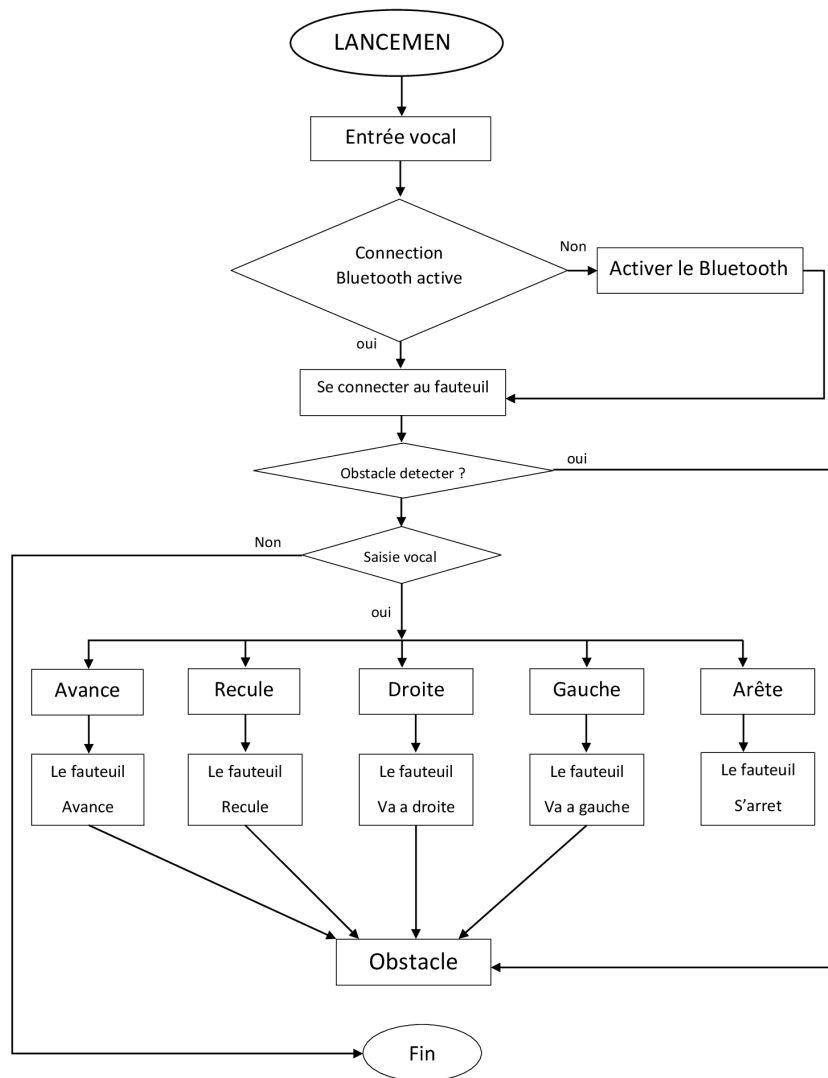 LANCEMEN
Entrée vocal
Connection
Bluetooth active
Non
Activer le Bluetooth
oui
Se connecter au fauteuil
Obstacle detecter ?
oui
Non
Saisie vocal
oui
Avance
Recule
Droite
Gauche
Arête
Le fauteuil
Avance
Le fauteuil
Recule
Le fauteuil
Va a droite
Le fauteuil
Va a gauche
Le fauteuil
S’arret
Obstacle
Fin